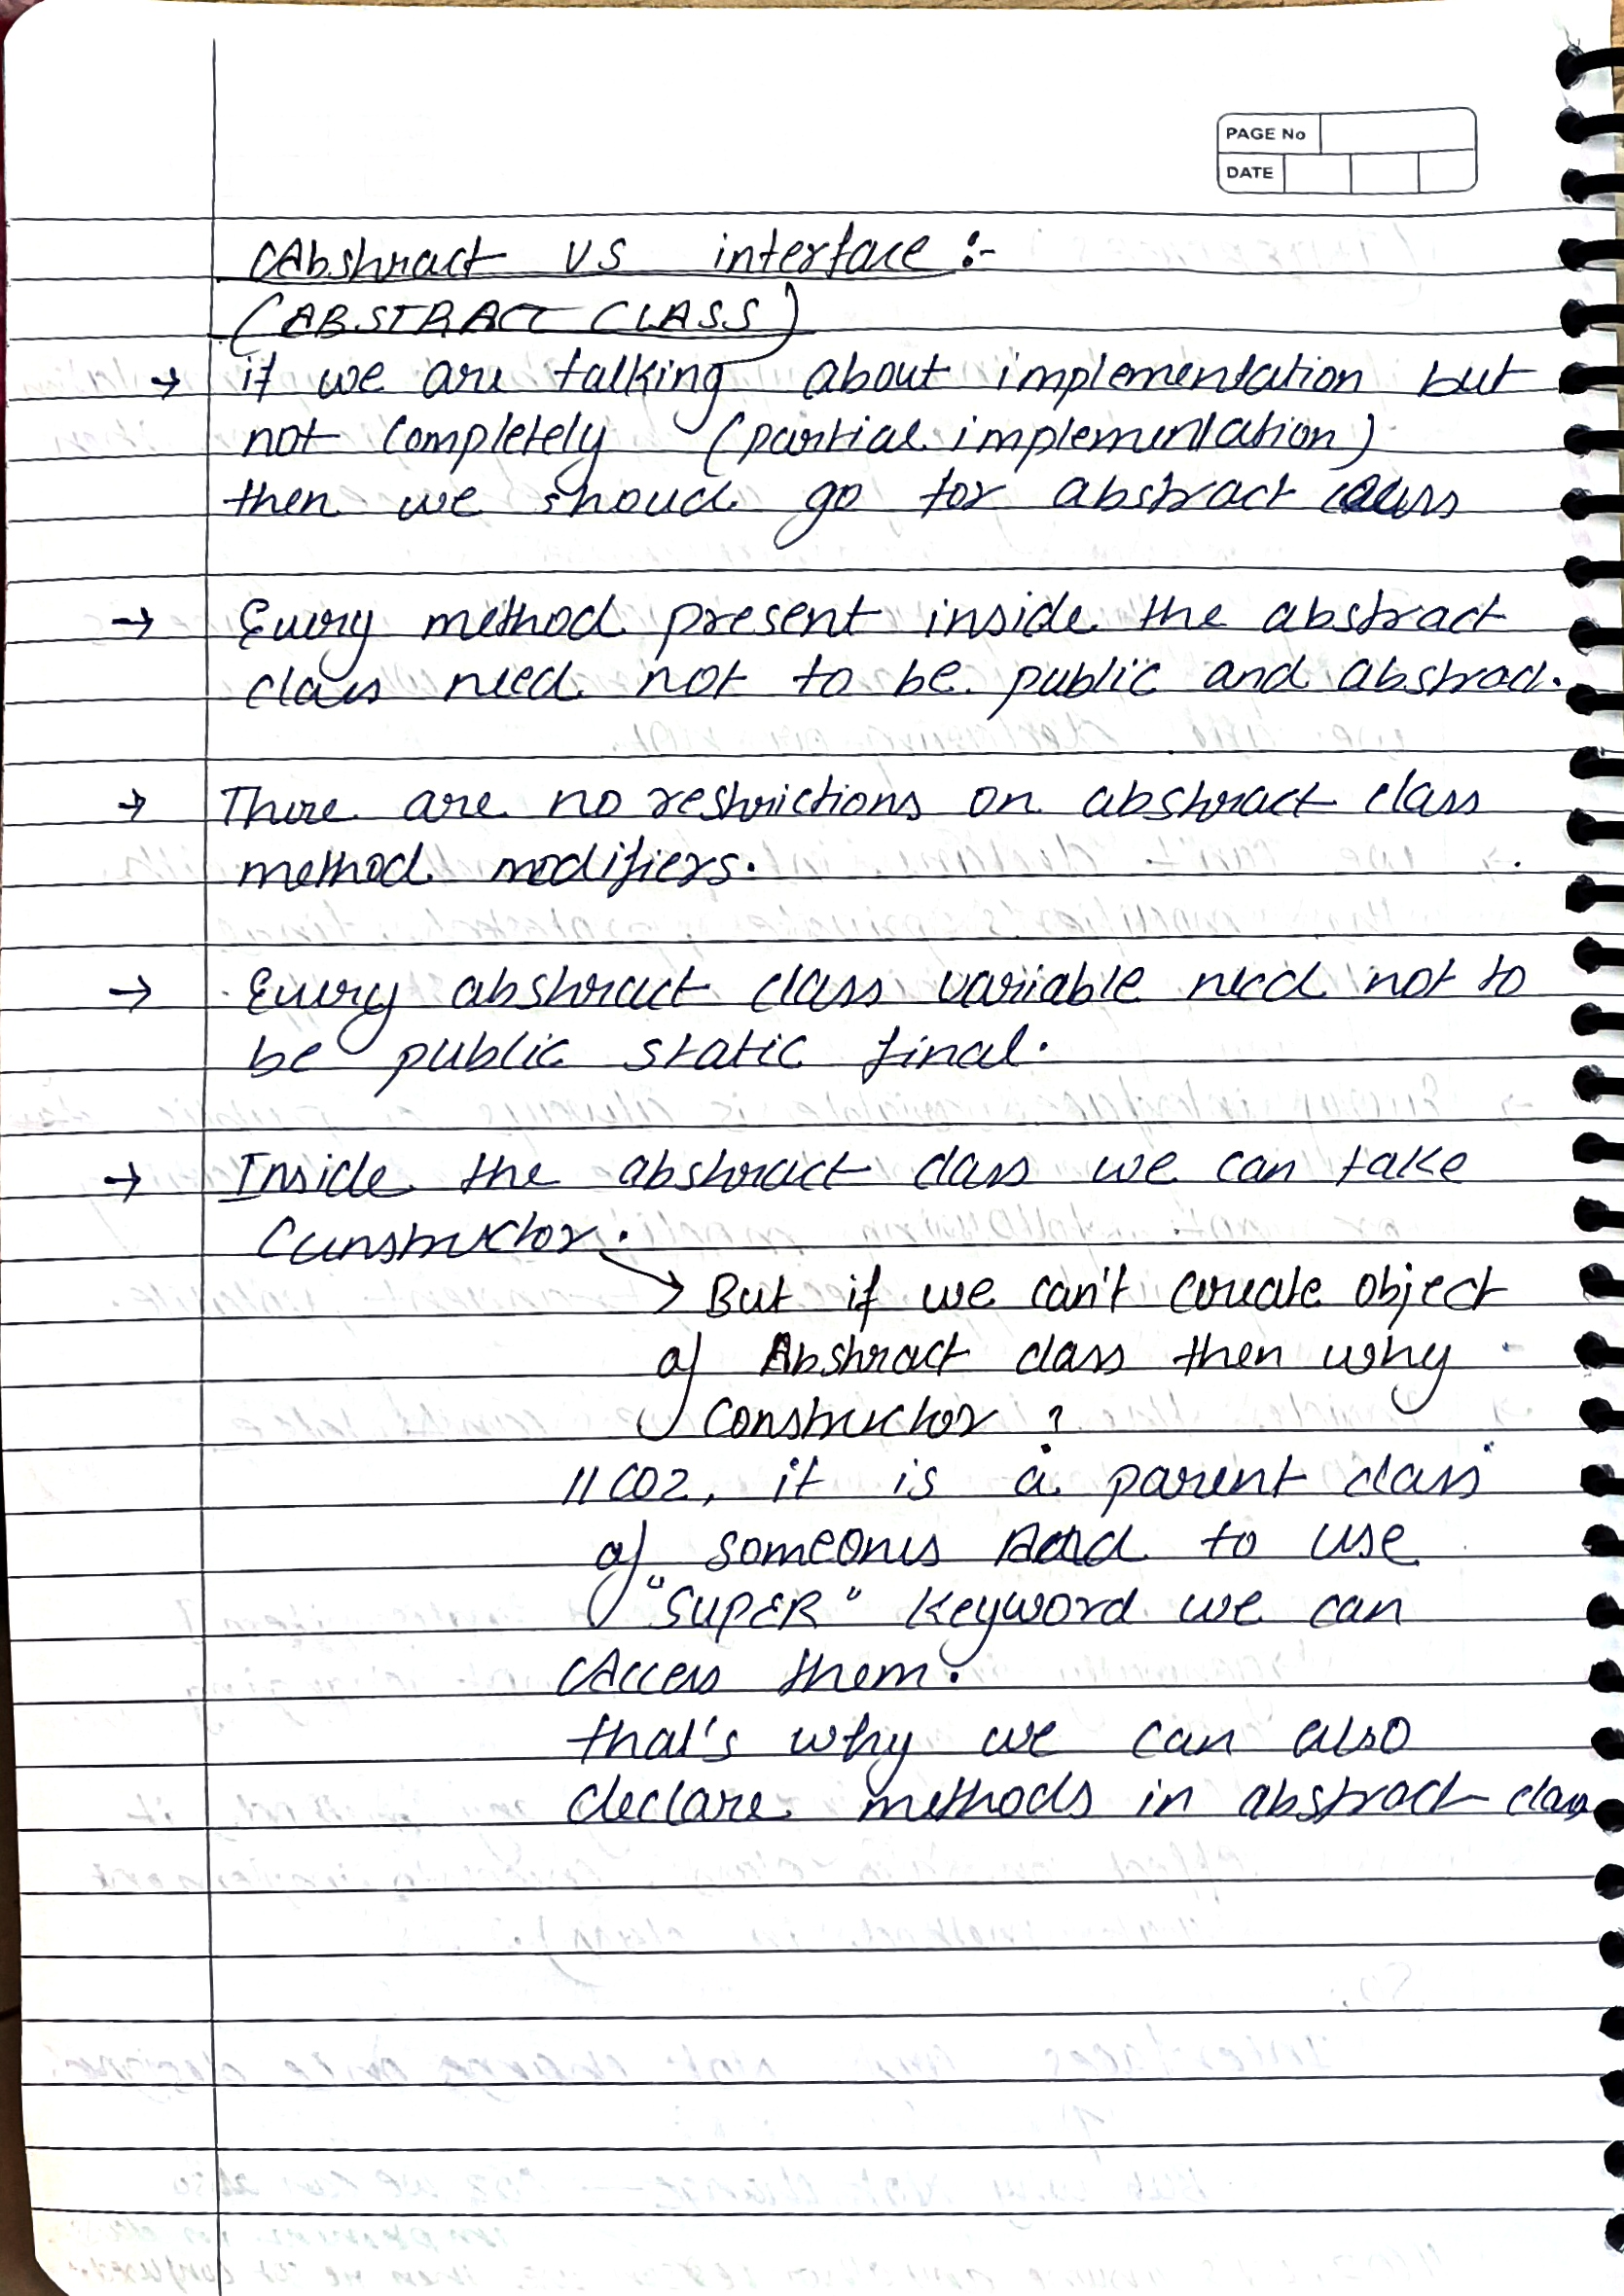 PAGE No
DATE
Abstract VS interface :-
(ABSTRACT CLASS)
→ if we are talking about implementation but
not completely (partial implementation)
then we shoud go for abstract class
→ Every method present inside the abstract
class need not to be public and abstract.
→ There are no restrictions on abstract class
method modifiers.
→ Every abstract class variable need not to
be public static final.
→ Inside the abstract class we can take
Cunstructor.
→ But if we can't create object
of Abstract class then why
Constructor ?
// COZ, it is a parent class
of someones And to use
"SUPER" keyword we can
Access them.
that's why we can also
declare methods in abstract class